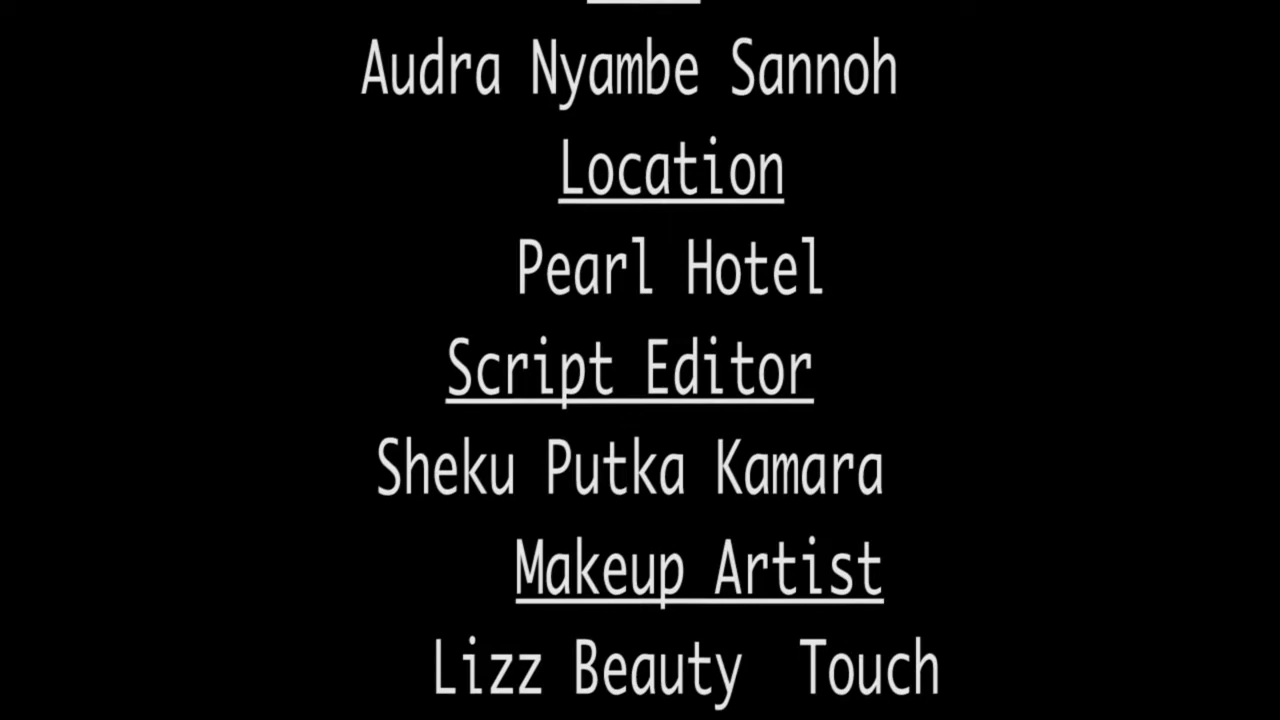 Audra Nyambe Sannoh
Location
Pearl Hotel
Script Editor
Sheku Putka Kamara
Makeup Artist
Lizz Beauty  Touch